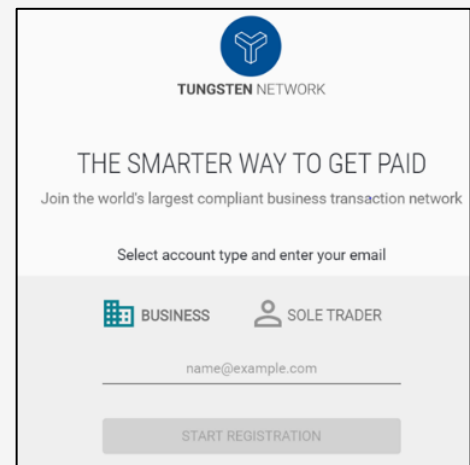 TUNGSTEN NETWORK
THE SMARTER WAY TO GET PAID
Join the world's largest compliant business transaction network
Select account type and enter your email
BUSINESS SOLE TRADER
name@example.com
START REGISTRATION